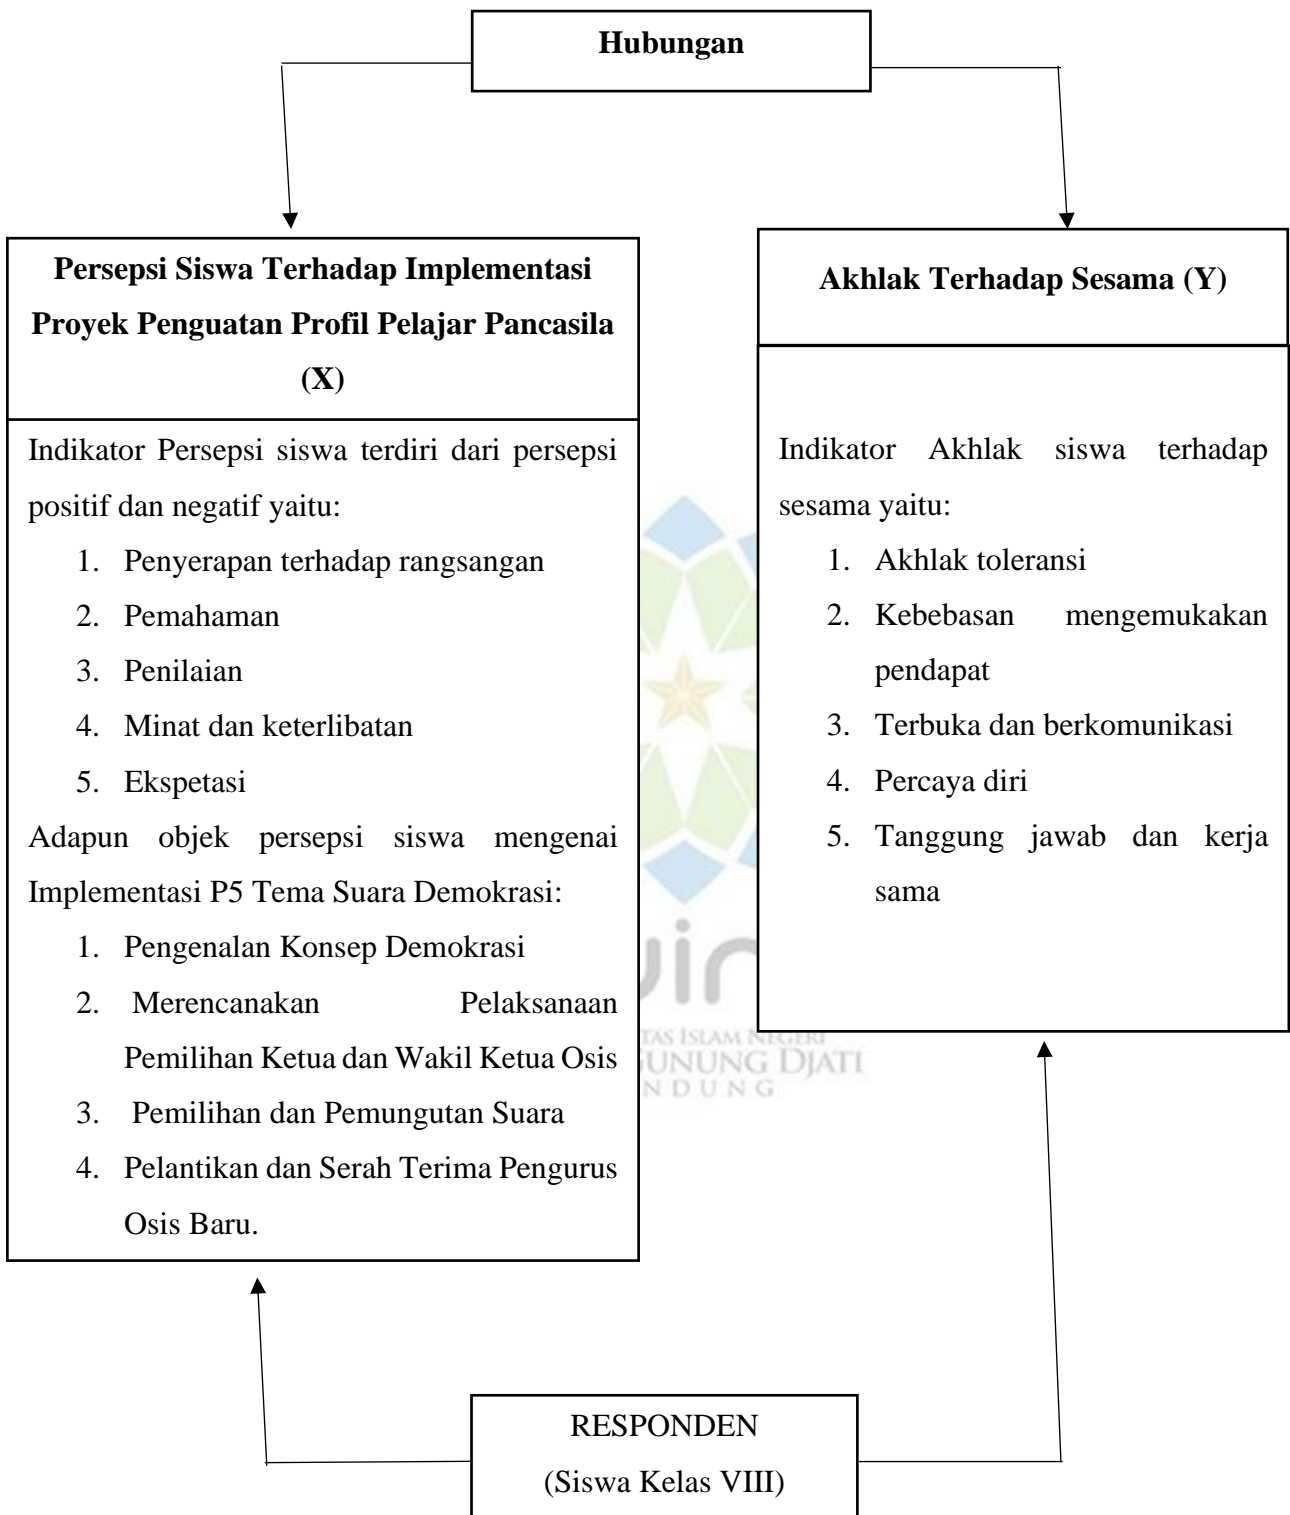 Hubungan
Persepsi Siswa Terhadap Implementasi
Proyek Penguatan Profil Pelajar Pancasila
(X)
Indikator Persepsi siswa terdiri dari persepsi
positif dan negatif yaitu:
1. Penyerapan terhadap rangsangan
2. Pemahaman
3. Penilaian
4. Minat dan keterlibatan
5. Ekspetasi
Adapun objek persepsi siswa mengenai
Implementasi P5 Tema Suara Demokrasi:
1. Pengenalan Konsep Demokrasi
2. Merencanakan Pelaksanaan
Pemilihan Ketua dan Wakil Ketua Osis
3. Pemilihan dan Pemungutan Suara
4. Pelantikan dan Serah Terima Pengurus
Osis Baru.
Akhlak Terhadap Sesama (Y)
Indikator Akhlak siswa terhadap
sesama yaitu:
1. Akhlak toleransi
2. Kebebasan mengemukakan
pendapat
3. Terbuka dan berkomunikasi
4. Percaya diri
5. Tanggung jawab dan kerja
sama
ISLAM NEGERI
GUNUNG DJATI
RESPONDEN
(Siswa Kelas VIII)